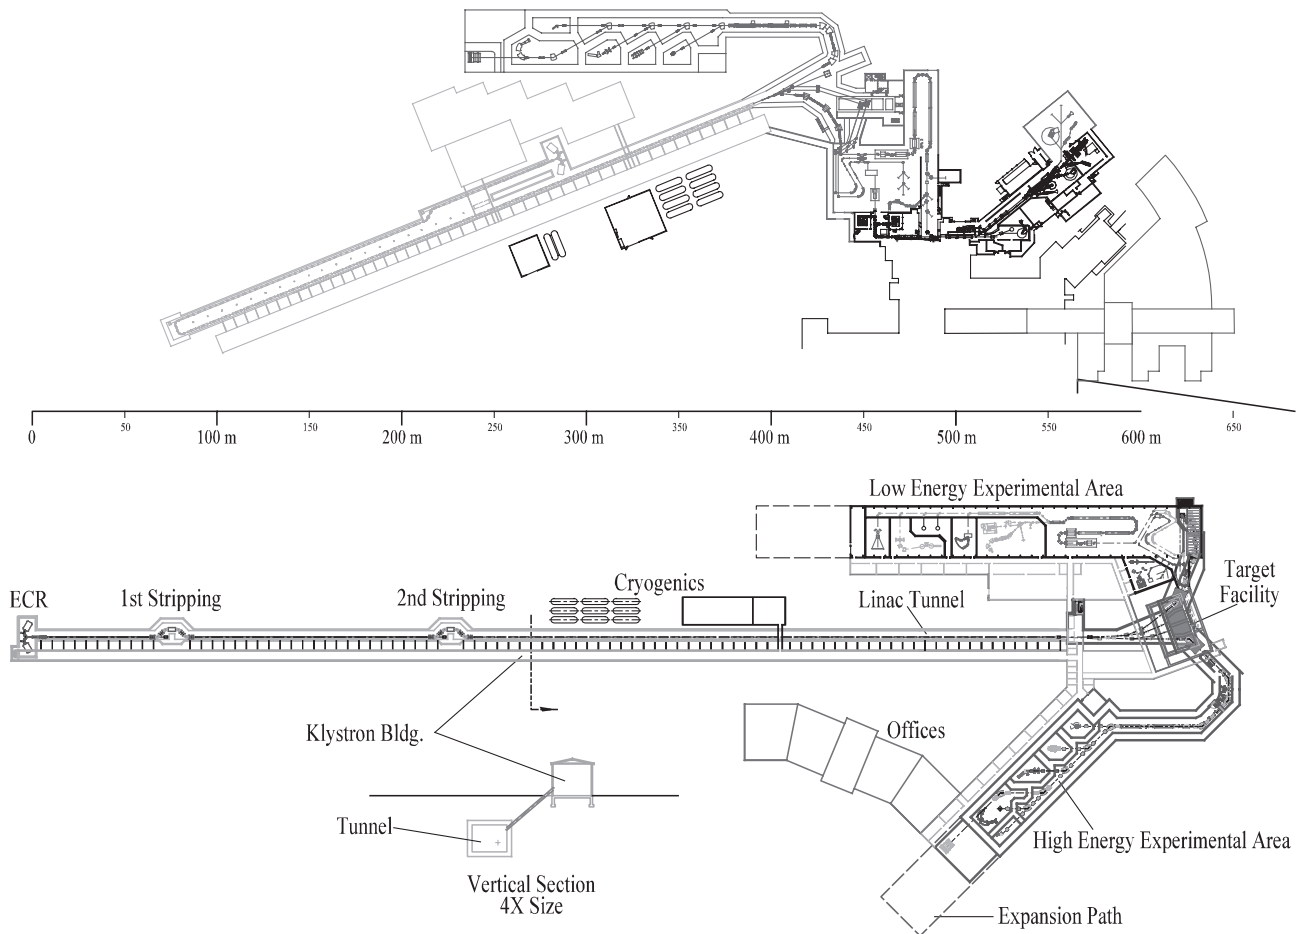 0
50
100 m
150
200 m
250
300 m
350
400 m
450
500 m
550
600 m
650
Low Energy Experimental Area
ECR
1st Stripping
2nd Stripping
Cryogenics
Linac Tunnel
Target
Facility
Klystron Bldg.
Offices
Tunnel
High Energy Experimental Area
Vertical Section
4X Size
Expansion Path